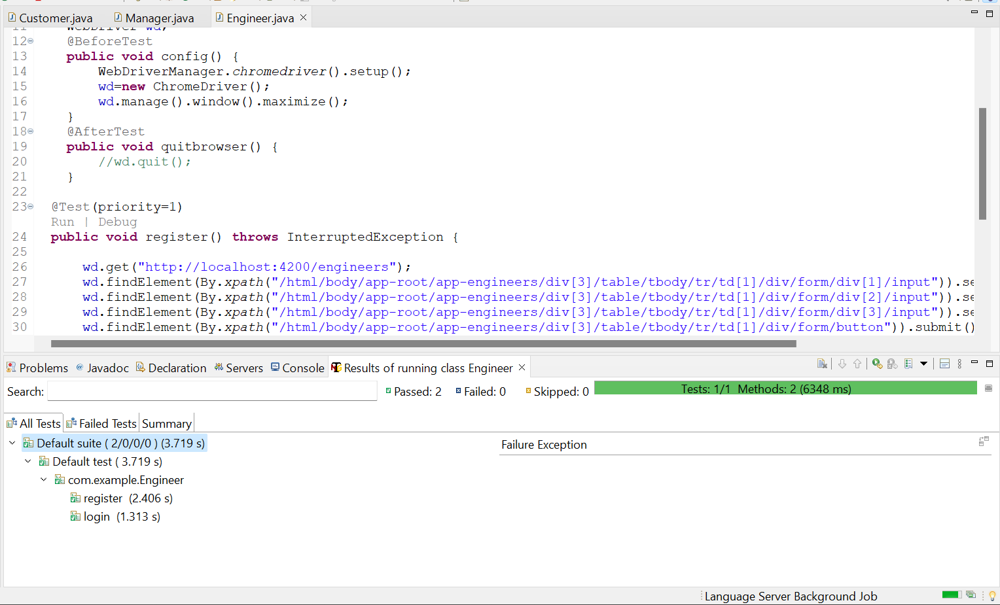 Customer.java Manager.java Engineer.java
11 WebDriver wd;
12 @BeforeTest
13 public void config() {
14 WebDriverManager.chromedriver().setup();
15 wd=new ChromeDriver();
16 wd.manage().window().maximize();
17 }
18 @AfterTest
19 public void quitbrowser() {
20 //wd.quit();
21 }
22
23 @Test(priority=1)
Run | Debug
24 public void register() throws InterruptedException {
25
26 wd.get("http://localhost:4200/engineers");
27 wd.findElement(By.xpath("/html/body/app-root/app-engineers/div[3]/table/tbody/tr/td[1]/div/form/div[1]/input")).se
28 wd.findElement(By.xpath("/html/body/app-root/app-engineers/div[3]/table/tbody/tr/td[1]/div/form/div[2]/input")).se
29 wd.findElement(By.xpath("/html/body/app-root/app-engineers/div[3]/table/tbody/tr/td[1]/div/form/div[3]/input")).se
30 wd.findElement(By.xpath("/html/body/app-root/app-engineers/div[3]/table/tbody/tr/td[1]/div/form/button")).submit()
Problems @ Javadoc Declaration Servers Console Results of running class Engineer
Search: Passed: 2 Failed: 0 Skipped: 0 Tests: 1/1 Methods: 2 (6348 ms)
All Tests Failed Tests Summary
Default suite ( 2/0/0/0 ) (3.719 s)
Failure Exception
Default test ( 3.719 s)
com.example.Engineer
register (2.406 s)
login (1.313 s)
Language Server Background Job